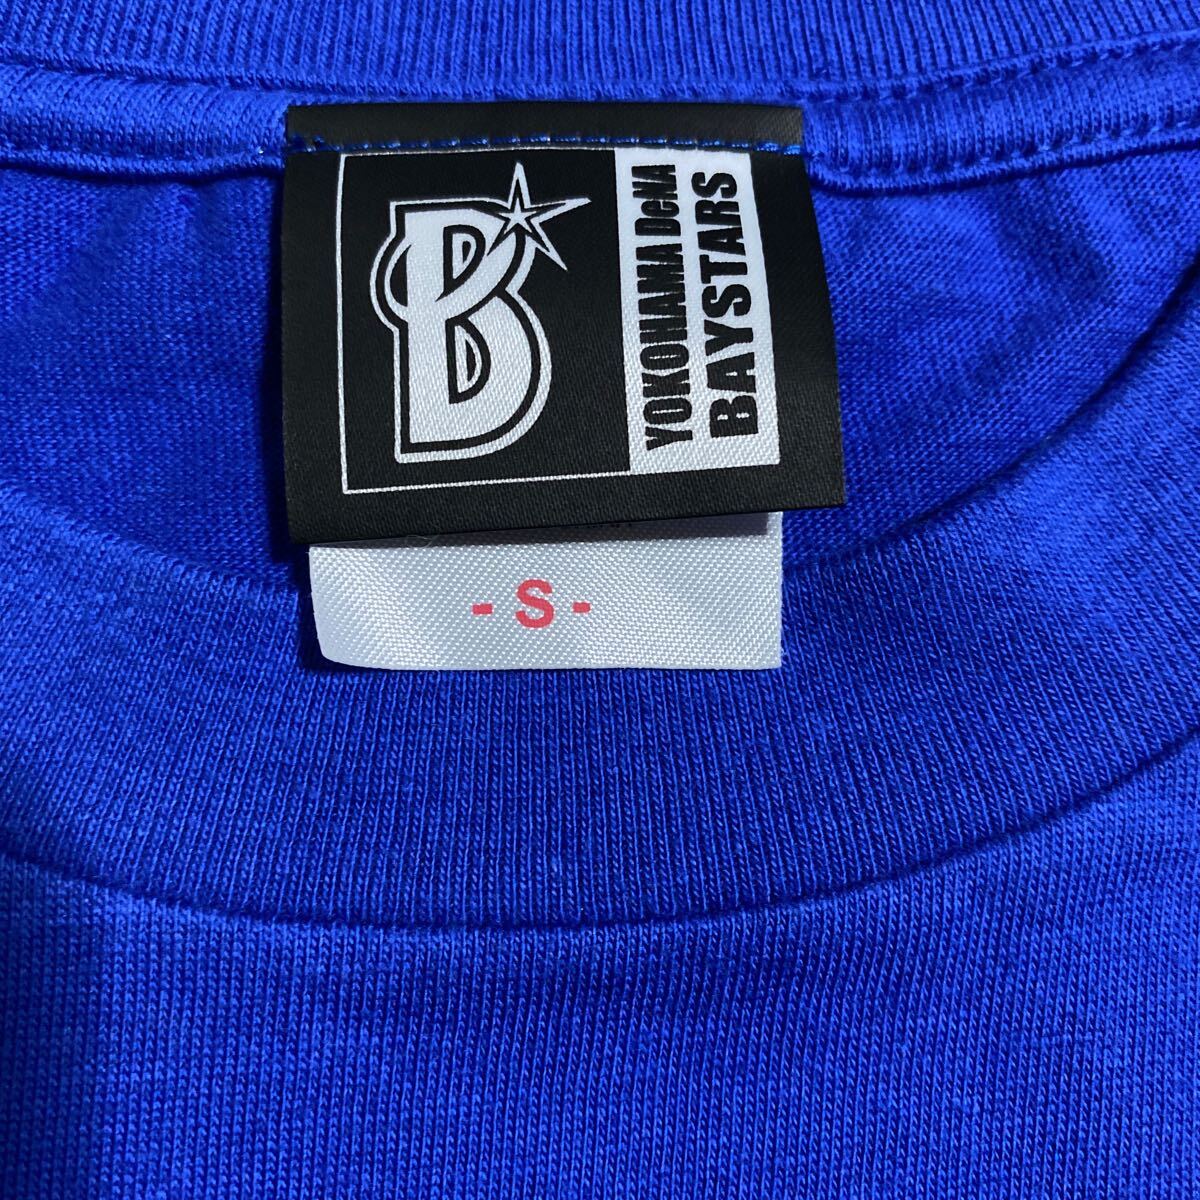 B
YOKOHAMA DeNA
BAYSTARS
- S -